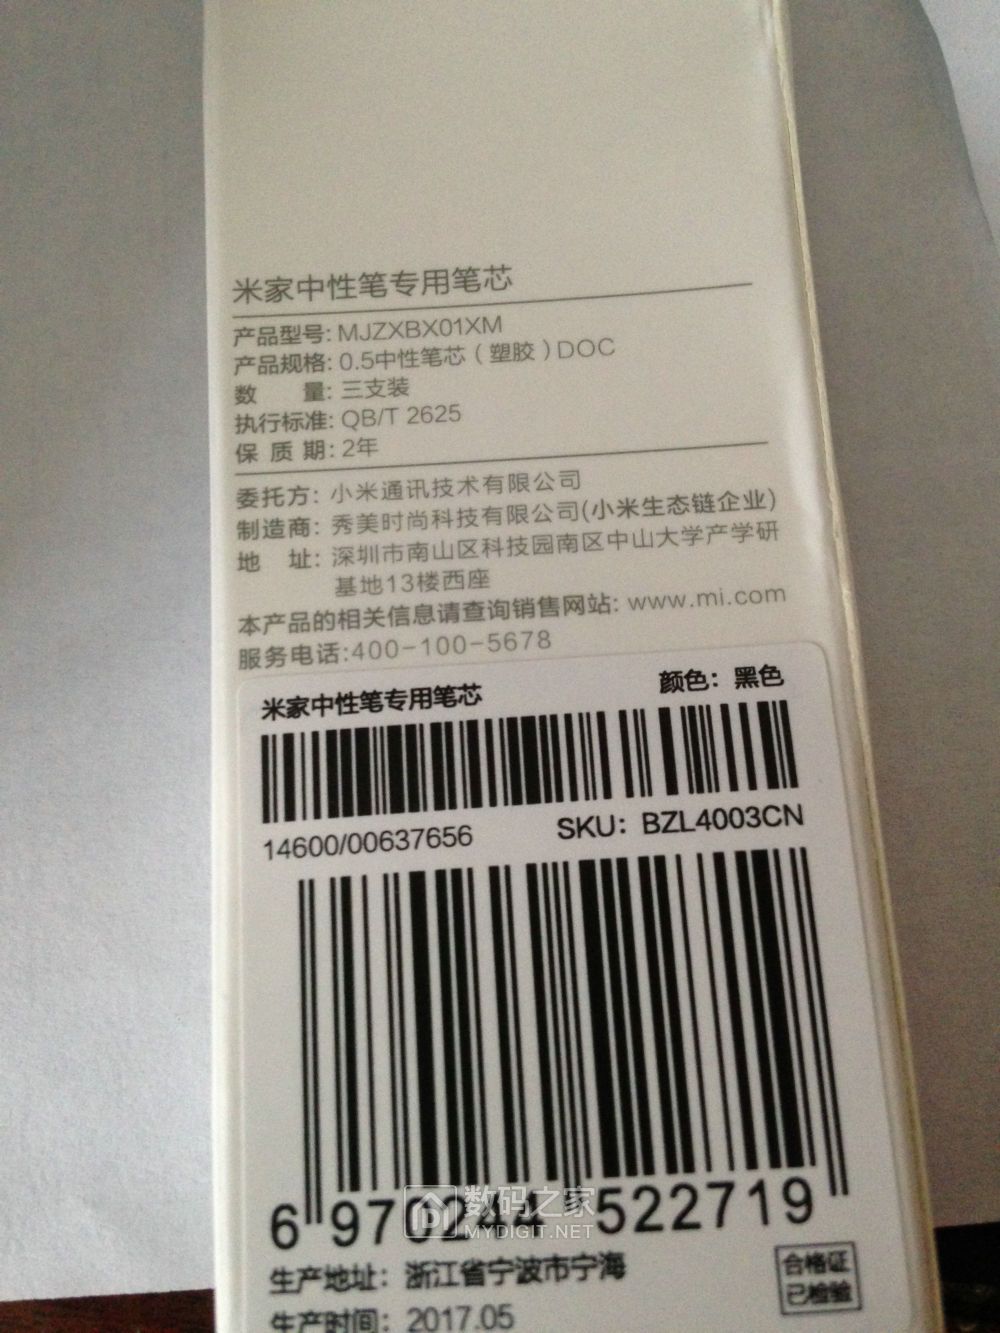 米家中性笔专用笔芯
产品型号: MJZXBX01XM
产品规格: 0.5中性笔芯（塑胶）DOC
数 量: 三支装
执行标准: QB/T 2625
保 质 期: 2年
委托方: 小米通讯技术有限公司
制造商: 秀美时尚科技有限公司(小米生态链企业)
地 址: 深圳市南山区科技园南区中山大学产学研
基地13楼西座
本产品的相关信息请查询销售网站: www.mi.com
服务电话:400-100-5678
米家中性笔专用笔芯 颜色: 黑色
14600/00637656 SKU: BZL4003CN
6 970 522719
数码之家
MYDIGIT.NET
生产地址: 浙江省宁波市宁海
生产时间: 2017.05
合格证
已检验